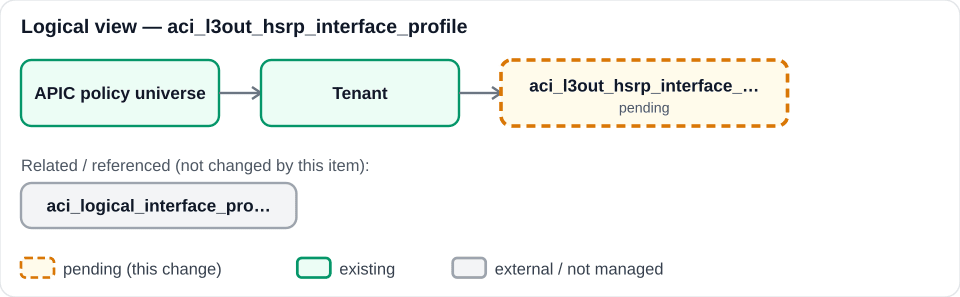 Logical view — aci_l3out_hsrp_interface_profile
APIC policy universe
Tenant
aci_l3out_hsrp_interface_...
pending
Related / referenced (not changed by this item):
aci_logical_interface_pro...
pending (this change)
existing
external / not managed